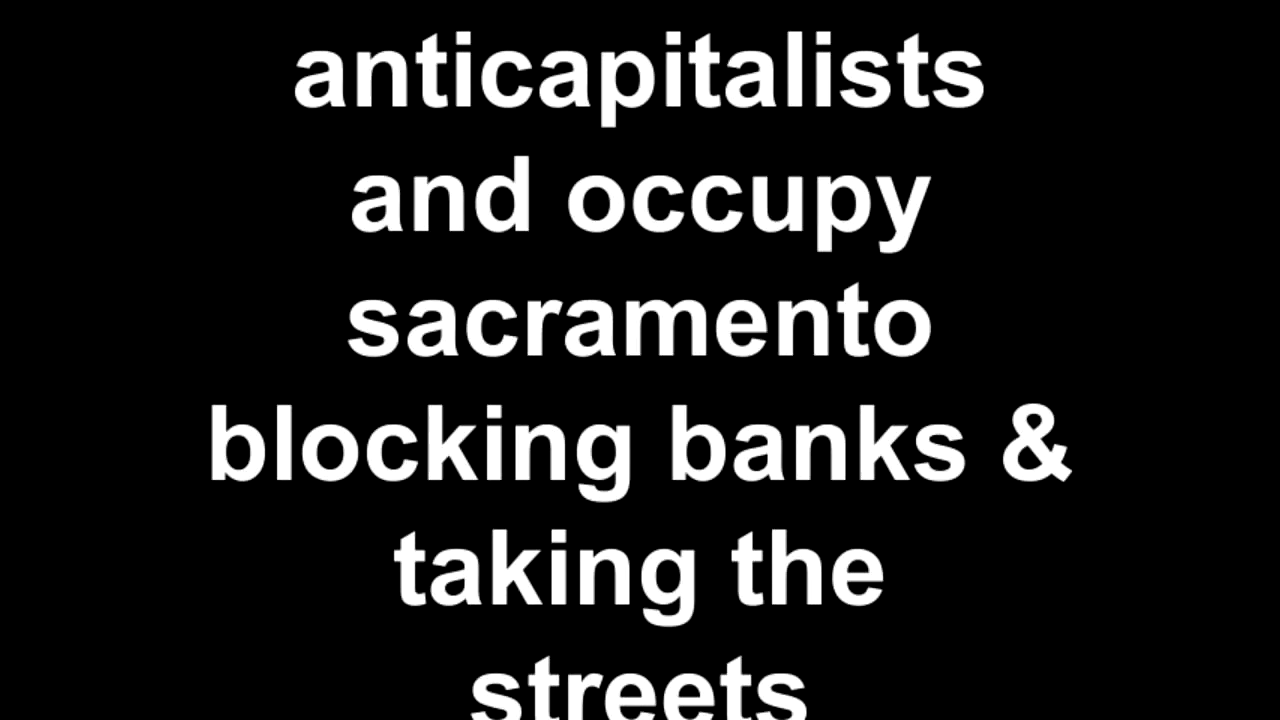 anticapitalists
and occupy
sacramento
blocking banks &
taking the
streets